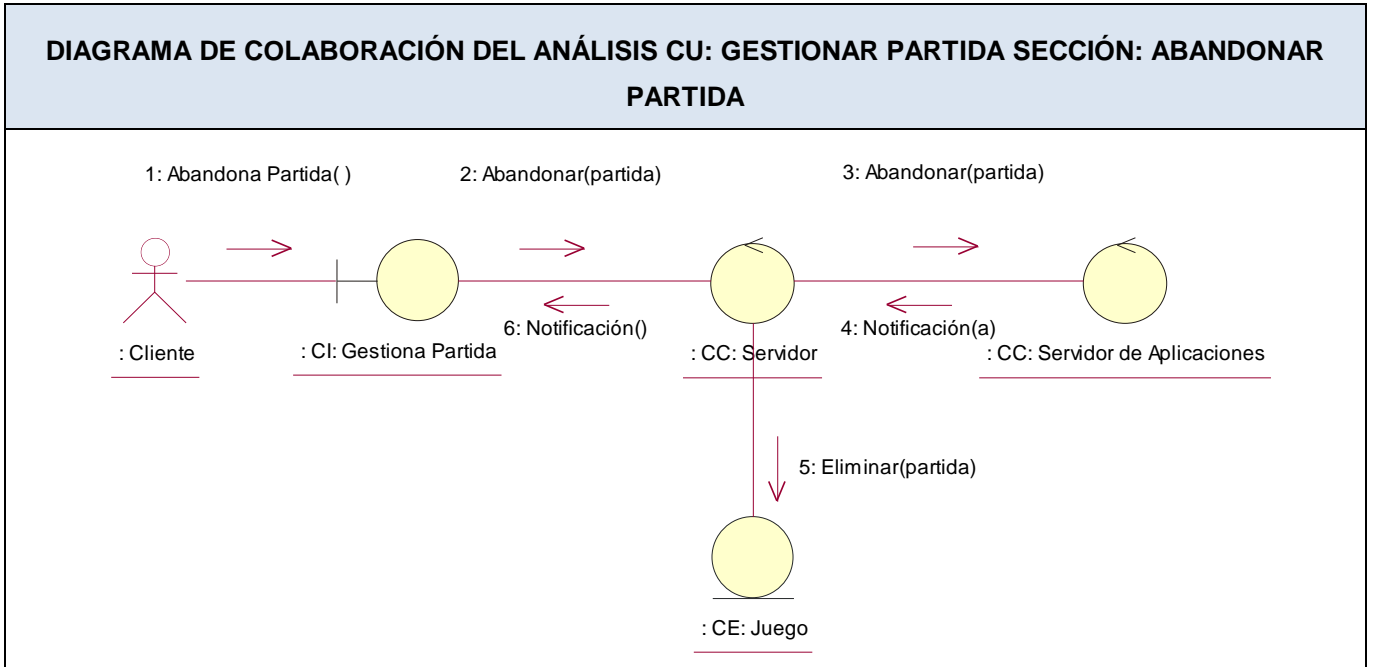 DIAGRAMA DE COLABORACIÓN DEL ANÁLISIS CU: GESTIONAR PARTIDA SECCIÓN: ABANDONAR
PARTIDA
1: Abandona Partida( )
2: Abandonar(partida)
3: Abandonar(partida)
6: Notificación()
4: Notificación(a)
: Cliente
: CI: Gestiona Partida
: CC: Servidor
: CC: Servidor de Aplicaciones
5: Eliminar(partida)
: CE: Juego